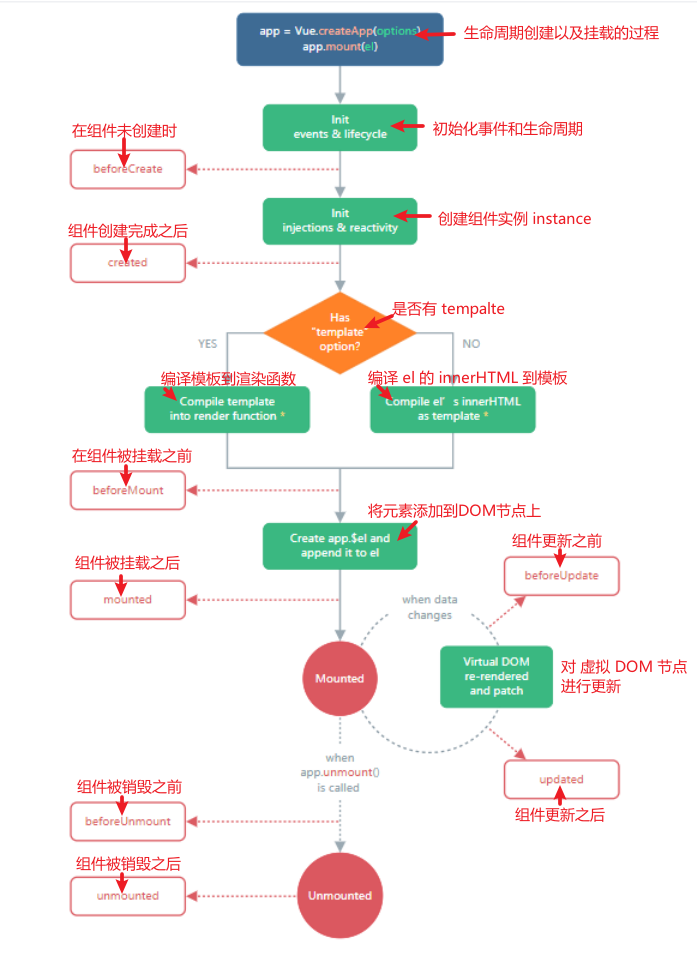 app = Vue.createApp(options)
app.mount(el)
生命周期创建以及挂载的过程
Init
events & lifecycle
初始化事件和生命周期
在组件未创建时
beforeCreate
Init
injections & reactivity
创建组件实例 instance
组件创建完成之后
created
Has
“template”
option?
是否有 tempalte
YES
NO
编译模板到渲染函数
Compile template
into render function *
编译 el 的 innerHTML 到模板
Compile el’s innerHTML
as template *
在组件被挂载之前
beforeMount
将元素添加到DOM节点上
Create app.$el and
append it to el
组件被挂载之后
mounted
组件更新之前
beforeUpdate
when data
changes
Mounted
Virtual DOM
re-rendered
and patch
对 虚拟 DOM 节点
进行更新
when
app.unmount()
is called
updated
组件更新之后
组件被销毁之前
beforeUnmount
组件被销毁之后
unmounted
Unmounted